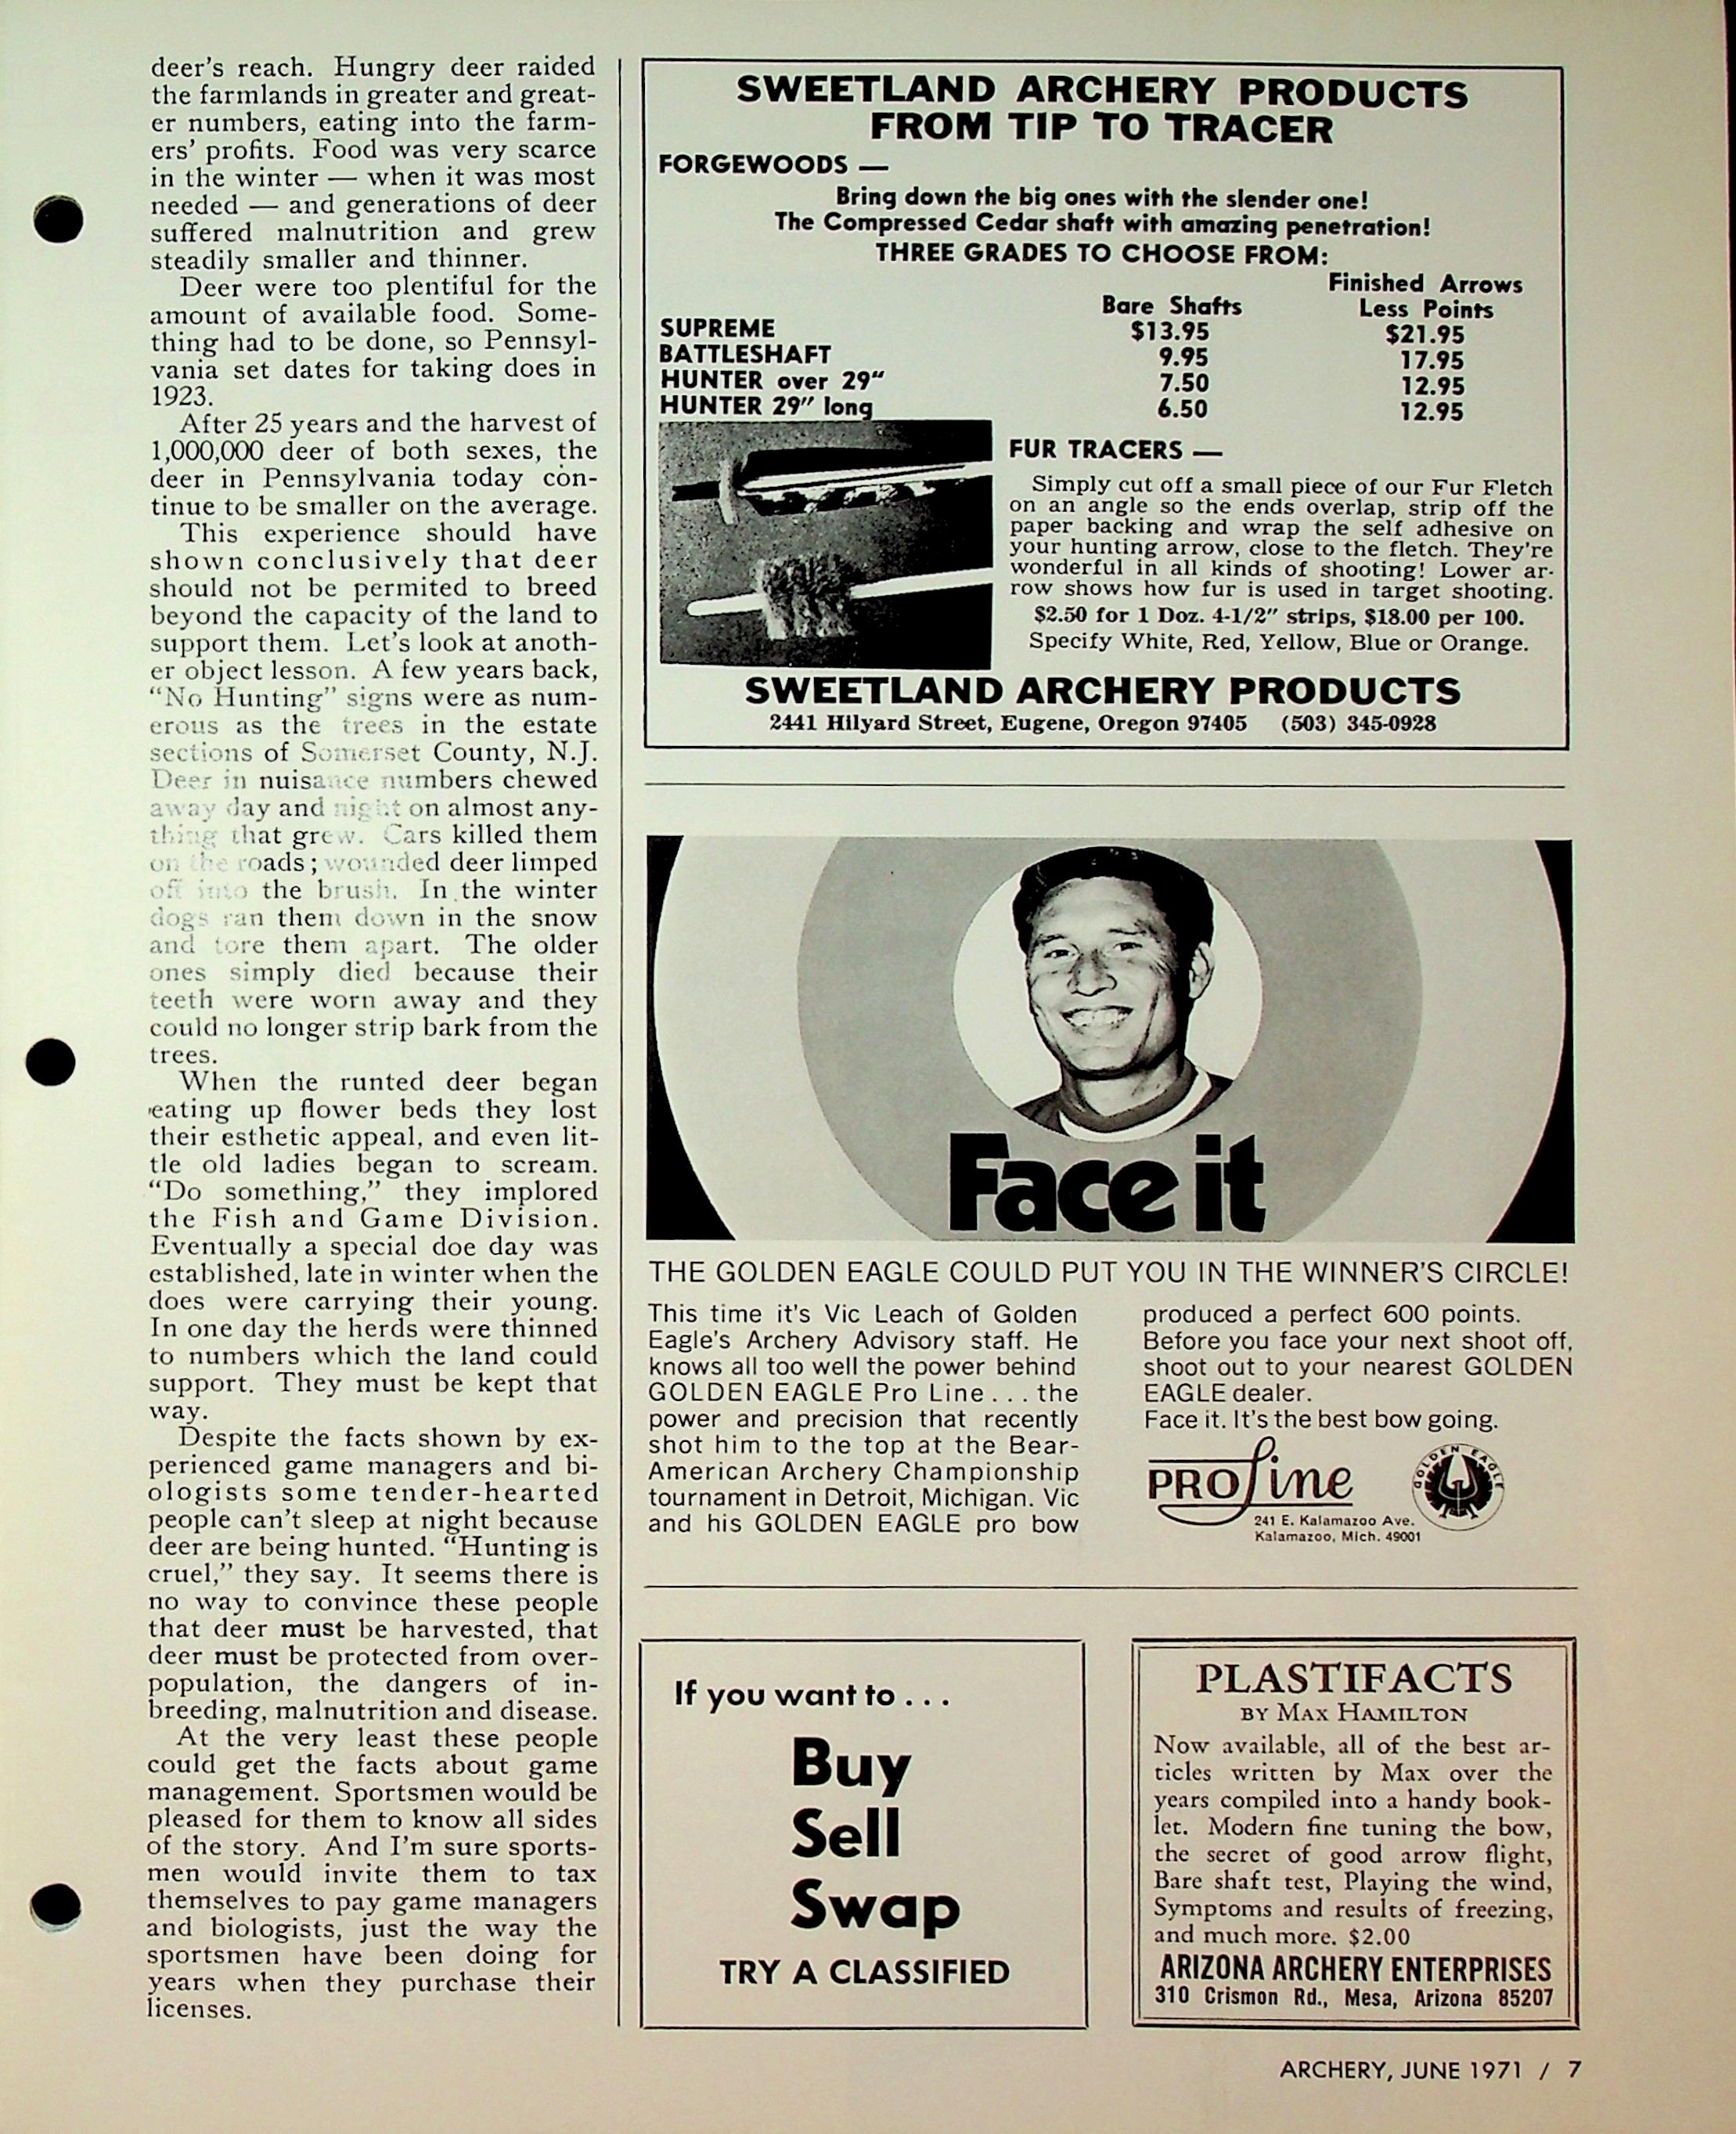 deer's reach. Hungry deer raided
the farmlands in greater and great-
er numbers, eating into the farm-
ers' profits. Food was very scarce
in the winter — when it was most
needed — and generations of deer
suffered malnutrition and grew
steadily smaller and thinner.
Deer were too plentiful for the
amount of available food. Some-
thing had to be done, so Pennsyl-
vania set dates for taking does in
1923.
After 25 years and the harvest of
1,000,000 deer of both sexes, the
deer in Pennsylvania today con-
tinue to be smaller on the average.
This experience should have
shown conclusively that deer
should not be permited to breed
beyond the capacity of the land to
support them. Let's look at anoth-
er object lesson. A few years back,
"No Hunting" signs were as num-
erous as the trees in the estate
sections of Somerset County, N.J.
Deer in nuisance numbers chewed
away day and night on almost any-
thing that grew. Cars killed them
on the roads; wounded deer limped
off into the brush. In the winter
dogs ran them down in the snow
and tore them apart. The older
ones simply died because their
teeth were worn away and they
could no longer strip bark from the
trees.
When the runted deer began
eating up flower beds they lost
their esthetic appeal, and even lit-
tle old ladies began to scream.
"Do something," they implored
the Fish and Game Division.
Eventually a special doe day was
established, late in winter when the
does were carrying their young.
In one day the herds were thinned
to numbers which the land could
support. They must be kept that
way.
Despite the facts shown by ex-
perienced game managers and bi-
ologists some tender-hearted
people can't sleep at night because
deer are being hunted. "Hunting is
cruel," they say. It seems there is
no way to convince these people
that deer must be harvested, that
deer must be protected from over-
population, the dangers of in-
breeding, malnutrition and disease.
At the very least these people
could get the facts about game
management. Sportsmen would be
pleased for them to know all sides
of the story. And I'm sure sports-
men would invite them to tax
themselves to pay game managers
and biologists, just the way the
sportsmen have been doing for
years when they purchase their
licenses.
SWEETLAND ARCHERY PRODUCTS
FROM TIP TO TRACER
FORGEWOODS —
Bring down the big ones with the slender one!
The Compressed Cedar shaft with amazing penetration!
THREE GRADES TO CHOOSE FROM:
Finished Arrows
Bare Shafts Less Points
SUPREME $13.95 $21.95
BATTLESHAFT 9.95 17.95
HUNTER over 29" 7.50 12.95
HUNTER 29" long 6.50 12.95
FUR TRACERS —
Simply cut off a small piece of our Fur Fletch
on an angle so the ends overlap, strip off the
paper backing and wrap the self adhesive on
your hunting arrow, close to the fletch. They're
wonderful in all kinds of shooting! Lower ar-
row shows how fur is used in target shooting.
$2.50 for 1 Doz. 4-1/2" strips, $18.00 per 100.
Specify White, Red, Yellow, Blue or Orange.
SWEETLAND ARCHERY PRODUCTS
2441 Hilyard Street, Eugene, Oregon 97405 (503) 345-0928
Face it
THE GOLDEN EAGLE COULD PUT YOU IN THE WINNER'S CIRCLE!
This time it's Vic Leach of Golden
Eagle's Archery Advisory staff. He
knows all too well the power behind
GOLDEN EAGLE Pro Line . . . the
power and precision that recently
shot him to the top at the Bear-
American Archery Championship
tournament in Detroit, Michigan. Vic
and his GOLDEN EAGLE pro bow
produced a perfect 600 points.
Before you face your next shoot off,
shoot out to your nearest GOLDEN
EAGLE dealer.
Face it. It's the best bow going.
PRO Line
GOLDEN EAGLE
241 E. Kalamazoo Ave.
Kalamazoo, Mich. 49001
If you want to . . .
Buy
Sell
Swap
TRY A CLASSIFIED
PLASTIFACTS
BY MAX HAMILTON
Now available, all of the best ar-
ticles written by Max over the
years compiled into a handy book-
let. Modern fine tuning the bow,
the secret of good arrow flight,
Bare shaft test, Playing the wind,
Symptoms and results of freezing,
and much more. $2.00
ARIZONA ARCHERY ENTERPRISES
310 Crismon Rd., Mesa, Arizona 85207
ARCHERY, JUNE 1971 / 7